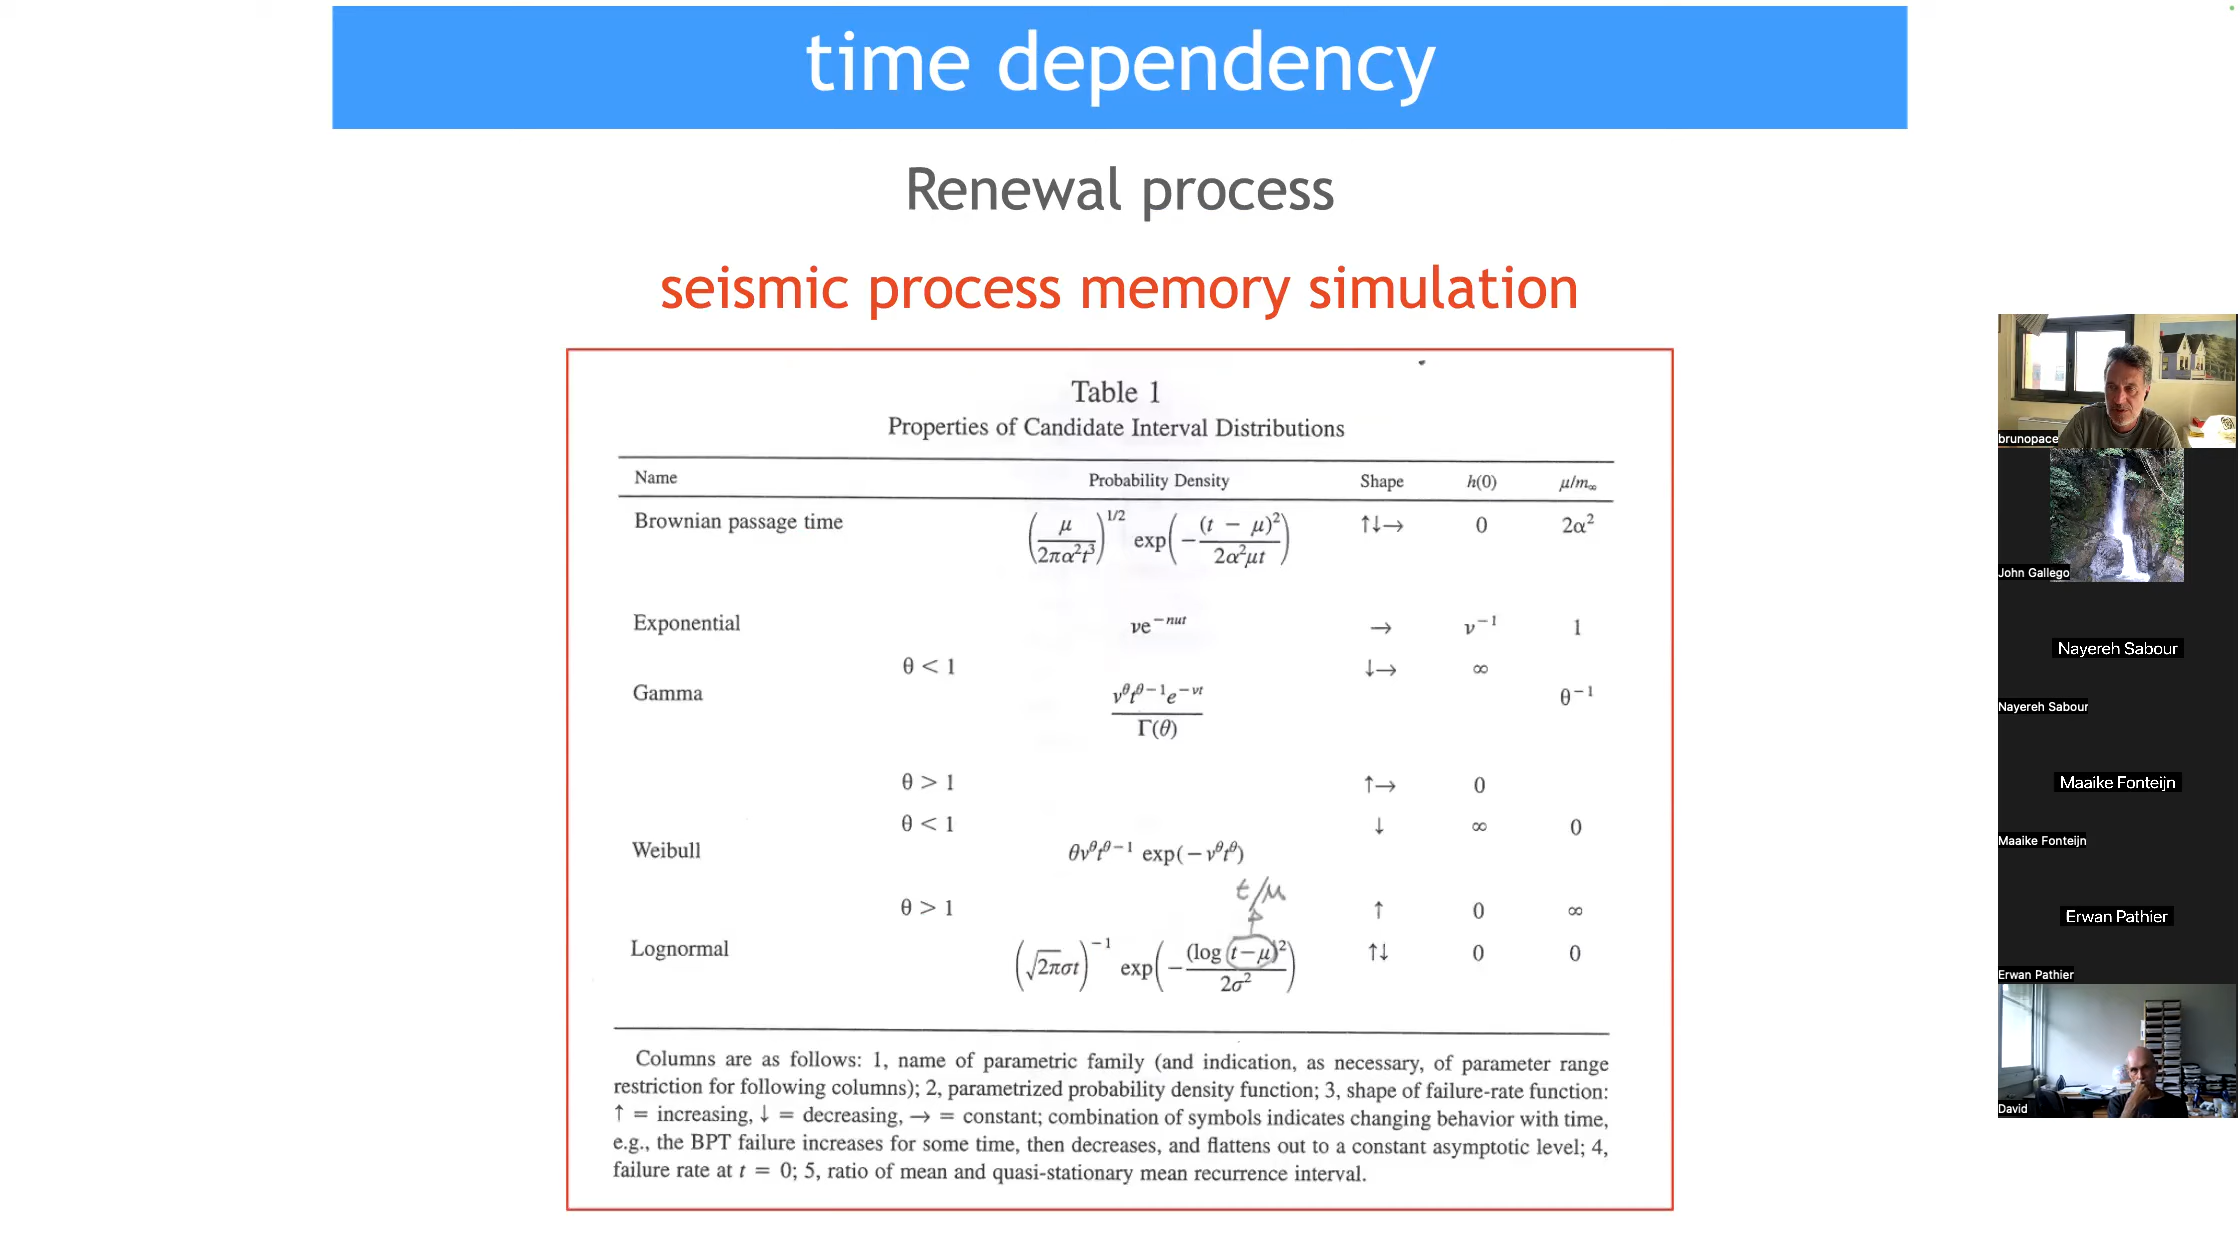 time dependency
Renewal process
seismic process memory simulation
Table 1
Properties of Candidate Interval Distributions
Name Probability Density Shape h(0) μ/m∞
Brownian passage time (μ/2πα²t³)^1/2 exp(−(t − μ)²/2α²μt) ↑↓→ 0 2α²
Exponential νe^−nut → ν^−1 1
θ < 1 ↓→ ∞
Gamma ν^θt^θ−1e^−νt/Γ(θ) θ^−1
θ > 1 ↑→ 0
θ < 1 ↓ ∞ 0
Weibull θν^θt^θ−1 exp(−ν^θt^θ)
t/μ
θ > 1 ↑ 0 ∞
Lognormal (√2πσt)^−1 exp(−(log t−μ)²/2σ²) ↑↓ 0 0
Columns are as follows: 1, name of parametric family (and indication, as necessary, of parameter range
restriction for following columns); 2, parametrized probability density function; 3, shape of failure-rate function:
↑ = increasing, ↓ = decreasing, → = constant; combination of symbols indicates changing behavior with time,
e.g., the BPT failure increases for some time, then decreases, and flattens out to a constant asymptotic level; 4,
failure rate at t = 0; 5, ratio of mean and quasi-stationary mean recurrence interval.
brunopace
John Gallego
Nayereh Sabour
Nayereh Sabour
Maaike Fonteijn
Maaike Fonteijn
Erwan Pathier
Erwan Pathier
David